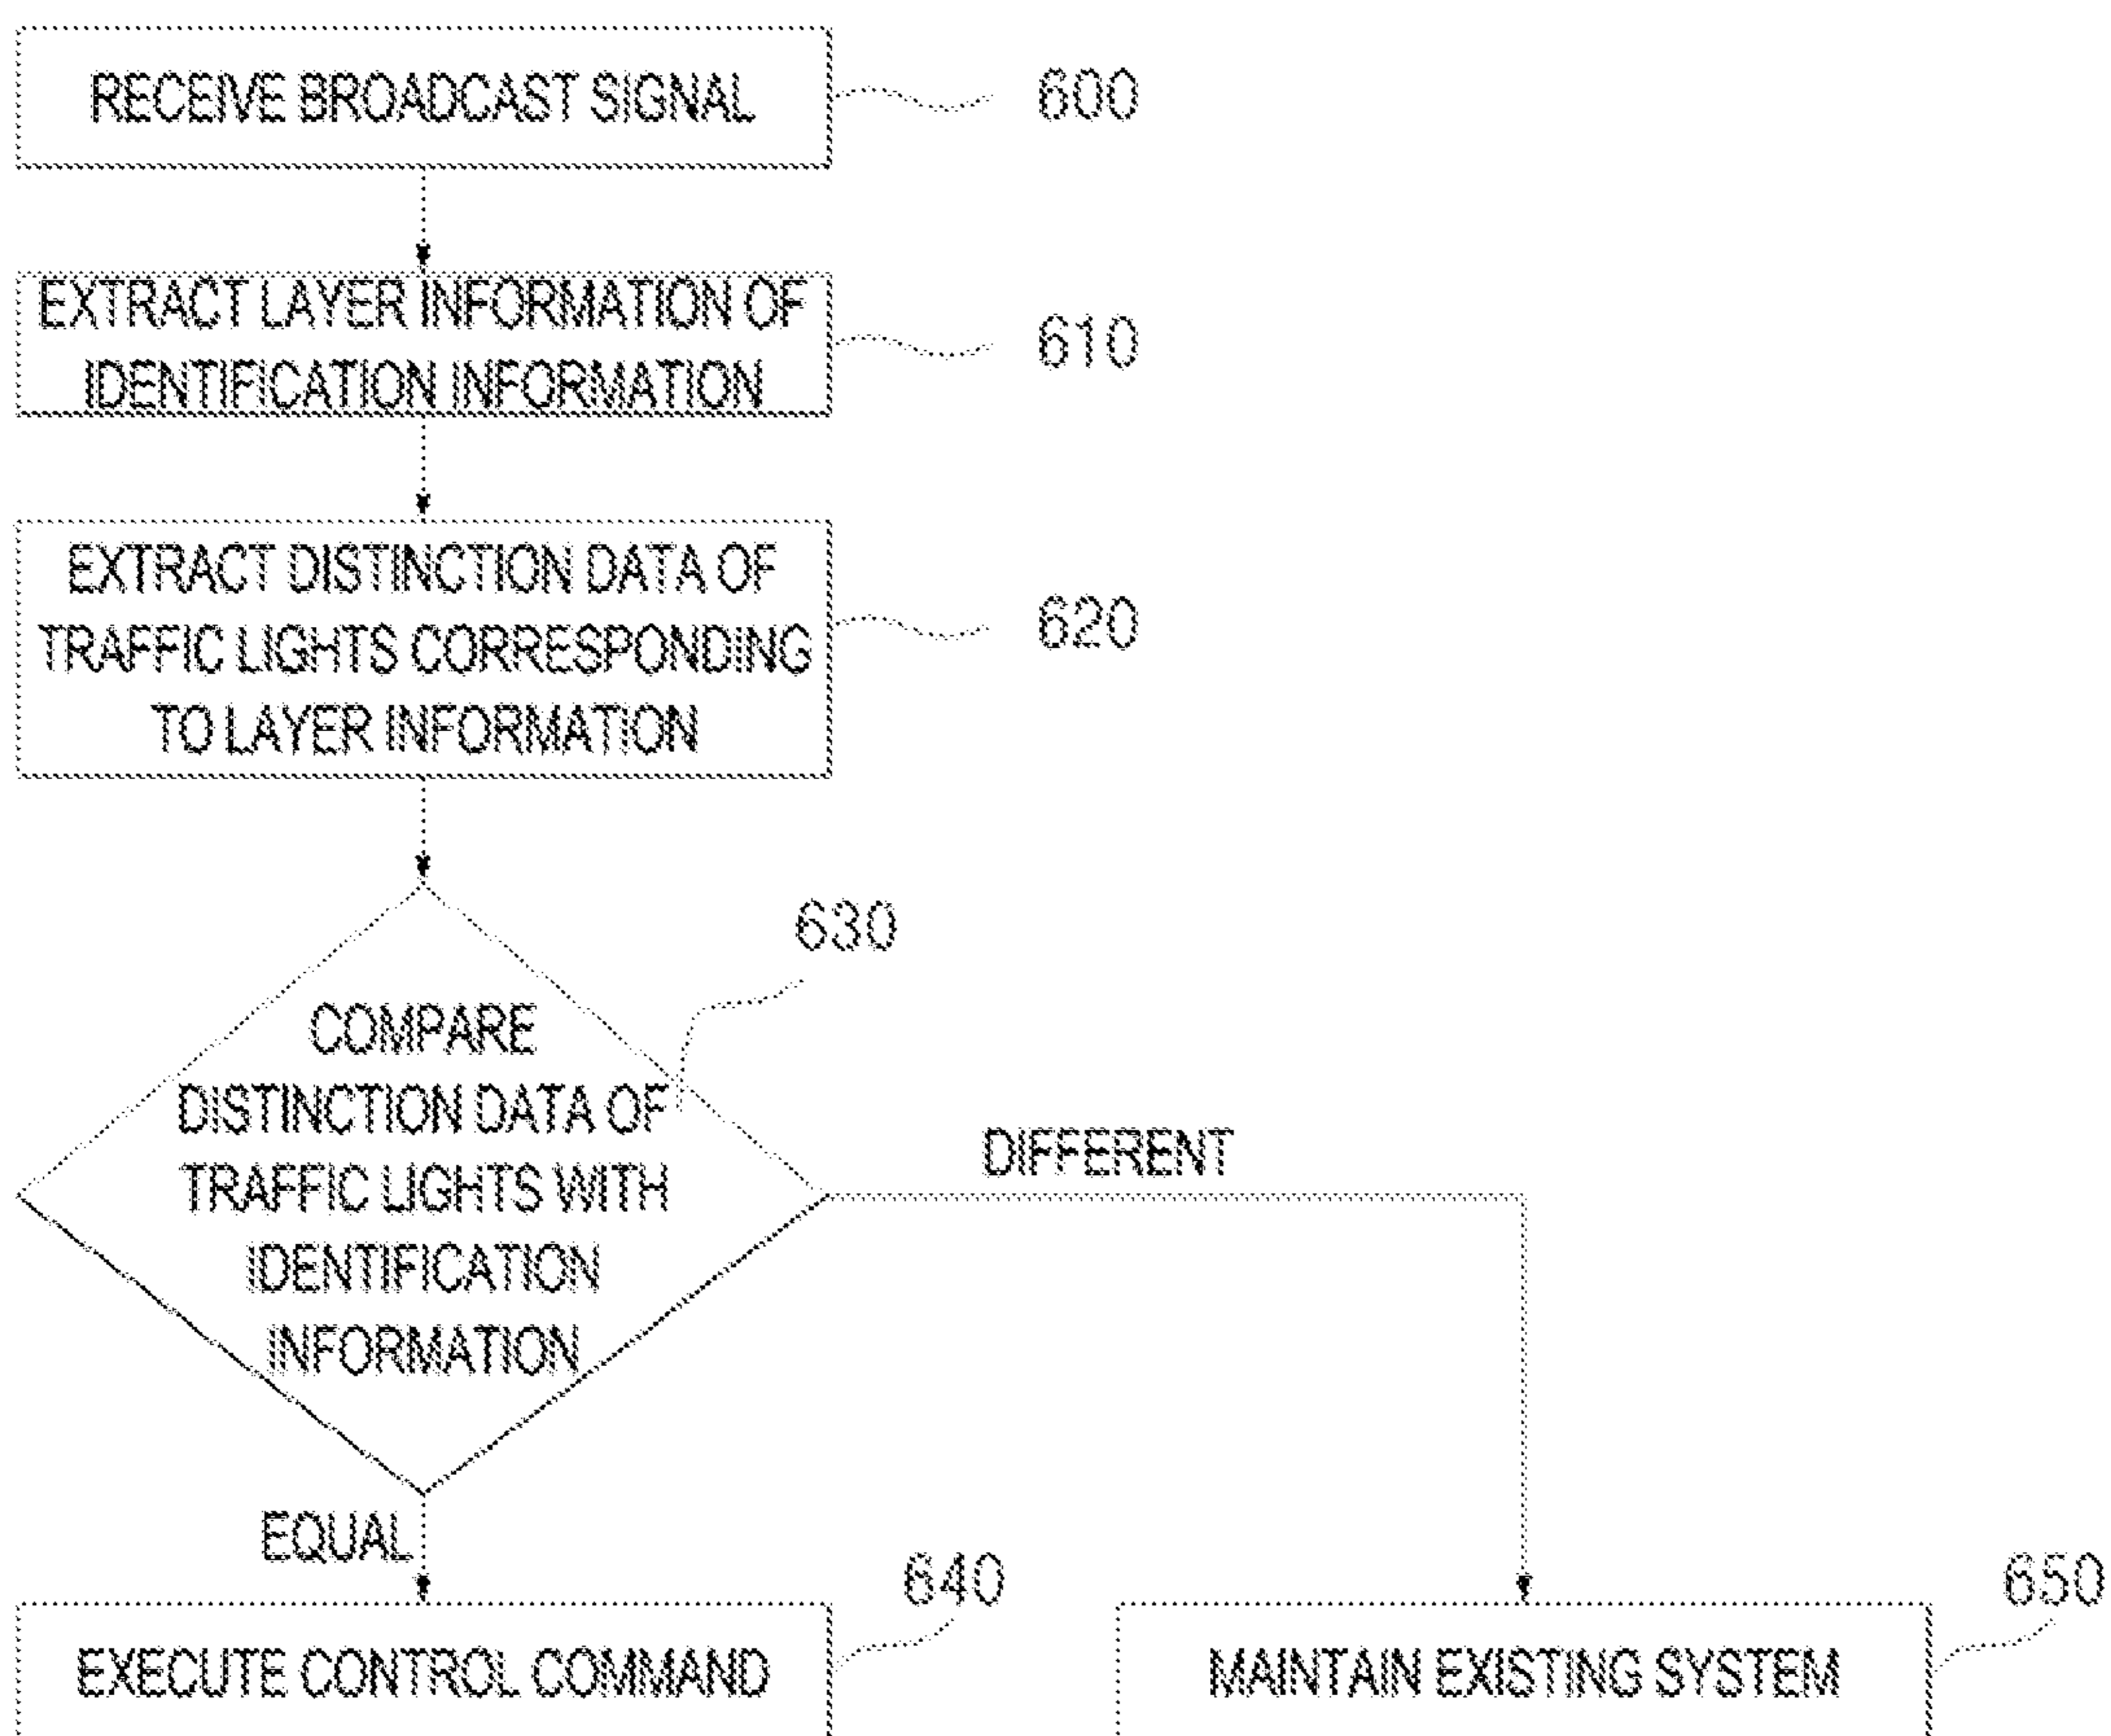 RECEIVE BROADCAST SIGNAL
600
EXTRACT LAYER INFORMATION OF
IDENTIFICATION INFORMATION
610
EXTRACT DISTINCTION DATA OF
TRAFFIC LIGHTS CORRESPONDING
TO LAYER INFORMATION
620
630
COMPARE
DISTINCTION DATA OF
TRAFFIC LIGHTS WITH
IDENTIFICATION
INFORMATION
DIFFERENT
EQUAL
640
EXECUTE CONTROL COMMAND
650
MAINTAIN EXISTING SYSTEM